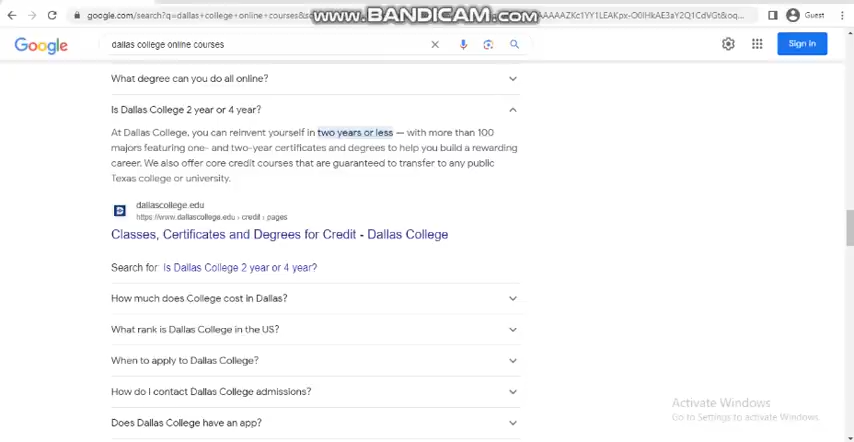 www.BANDICAM.com
google.com/search?q=dallas+college+online+courses&s
AAAAAZKc1YY1LEAKpx-O0lHkAE3aY2Q1CdVGt&oq...
Guest
Google
dallas college online courses
Sign in
What degree can you do all online?
Is Dallas College 2 year or 4 year?
At Dallas College, you can reinvent yourself in two years or less — with more than 100
majors featuring one- and two-year certificates and degrees to help you build a rewarding
career. We also offer core credit courses that are guaranteed to transfer to any public
Texas college or university.
dallascollege.edu
https://www.dallascollege.edu › credit › pages
Classes, Certificates and Degrees for Credit - Dallas College
Search for: Is Dallas College 2 year or 4 year?
How much does College cost in Dallas?
What rank is Dallas College in the US?
When to apply to Dallas College?
How do I contact Dallas College admissions?
Does Dallas College have an app?
Activate Windows
Go to Settings to activate Windows.